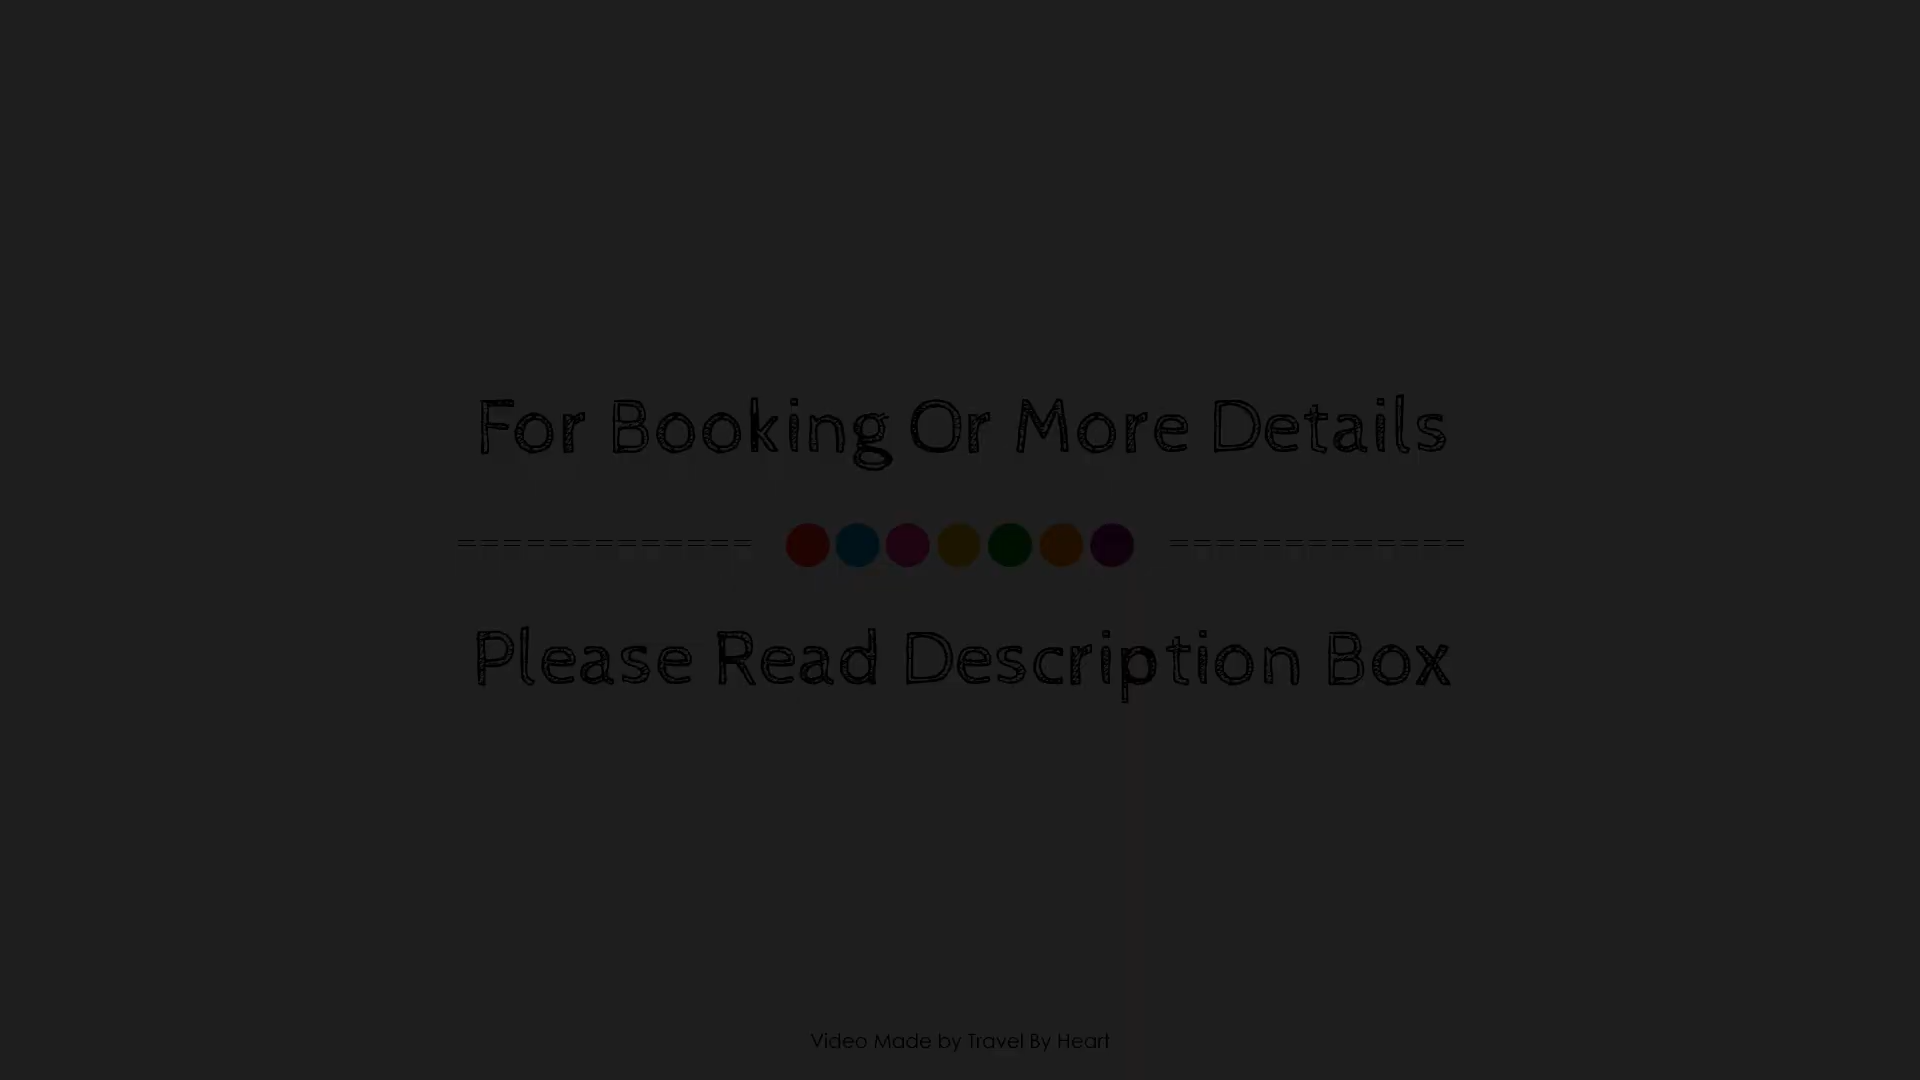 For Booking Or More Details
============= =============
Please Read Description Box
Video Made by Travel By Heart